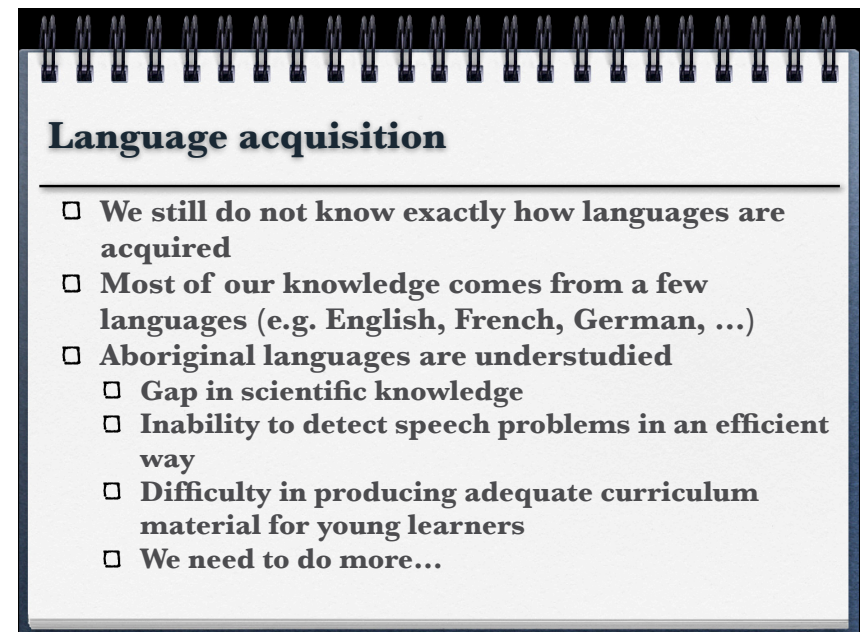 Language acquisition
We still do not know exactly how languages are
acquired
Most of our knowledge comes from a few
languages (e.g. English, French, German, …)
Aboriginal languages are understudied
Gap in scientific knowledge
Inability to detect speech problems in an efficient
way
Difficulty in producing adequate curriculum
material for young learners
We need to do more…